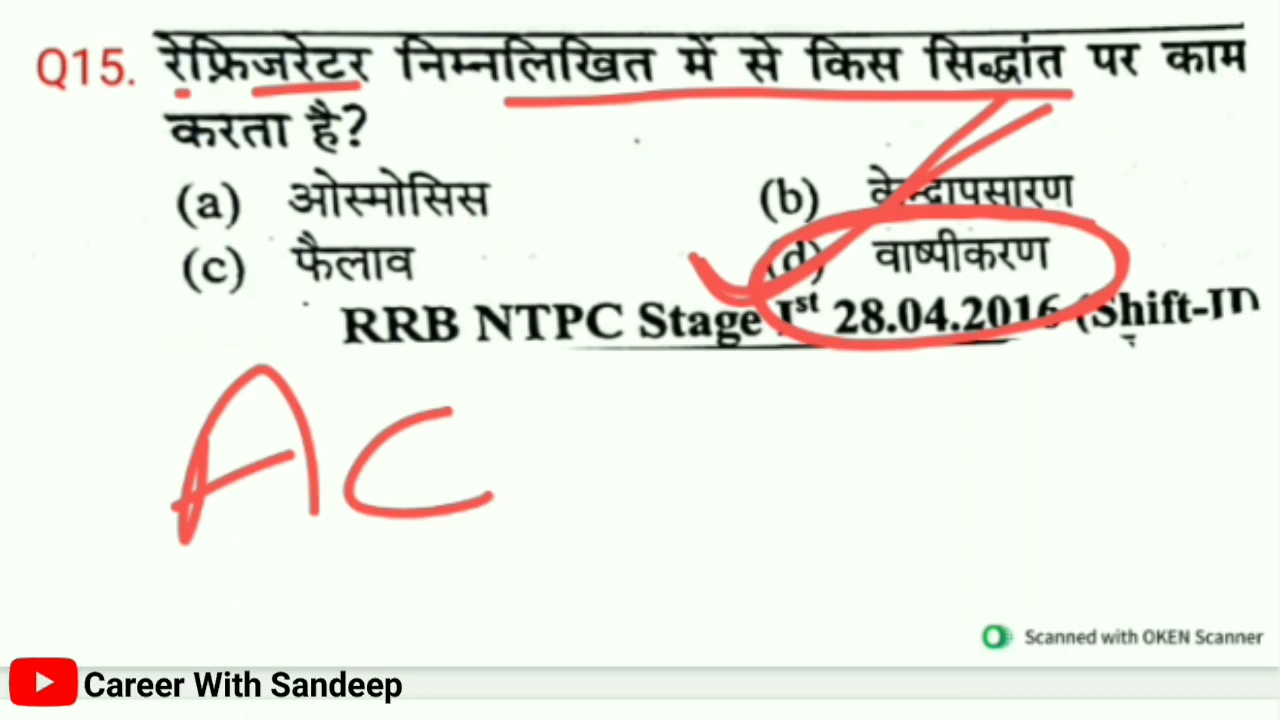 Q15. रेफ्रिजरेटर निम्नलिखित में से किस सिद्धांत पर काम
करता है?
(a) ओस्मोसिस (b) केन्द्रापसारण
(c) फैलाव (d) वाष्पीकरण
RRB NTPC Stage Ist 28.04.2016 (Shift-II)
AC
Scanned with OKEN Scanner
Career With Sandeep